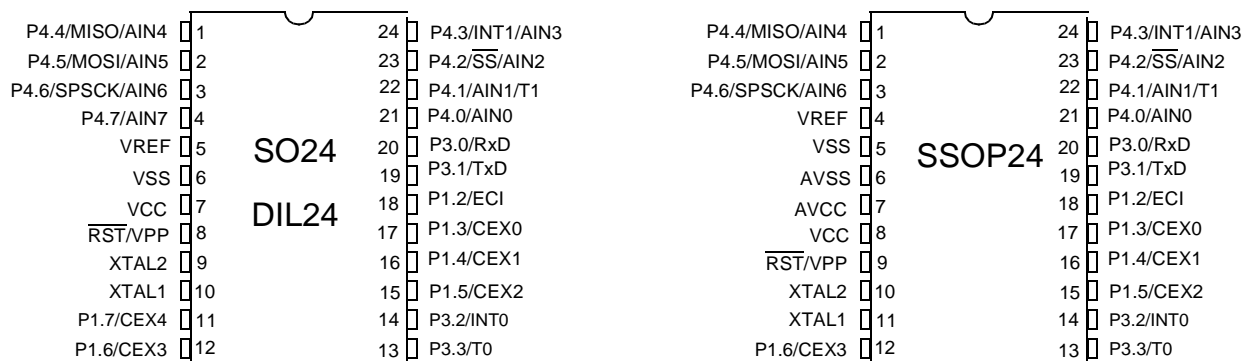 P4.4/MISO/AIN4 1 24 P4.3/INT1/AIN3
P4.5/MOSI/AIN5 2 23 P4.2/SS/AIN2
P4.6/SPSCK/AIN6 3 22 P4.1/AIN1/T1
P4.7/AIN7 4 21 P4.0/AIN0
VREF 5 20 P3.0/RxD
VSS 6 19 P3.1/TxD
VCC 7 18 P1.2/ECI
RST/VPP 8 17 P1.3/CEX0
XTAL2 9 16 P1.4/CEX1
XTAL1 10 15 P1.5/CEX2
P1.7/CEX4 11 14 P3.2/INT0
P1.6/CEX3 12 13 P3.3/T0
SO24
DIL24
P4.4/MISO/AIN4 1 24 P4.3/INT1/AIN3
P4.5/MOSI/AIN5 2 23 P4.2/SS/AIN2
P4.6/SPSCK/AIN6 3 22 P4.1/AIN1/T1
VREF 4 21 P4.0/AIN0
VSS 5 20 P3.0/RxD
AVSS 6 19 P3.1/TxD
AVCC 7 18 P1.2/ECI
VCC 8 17 P1.3/CEX0
RST/VPP 9 16 P1.4/CEX1
XTAL2 10 15 P1.5/CEX2
XTAL1 11 14 P3.2/INT0
P1.6/CEX3 12 13 P3.3/T0
SSOP24